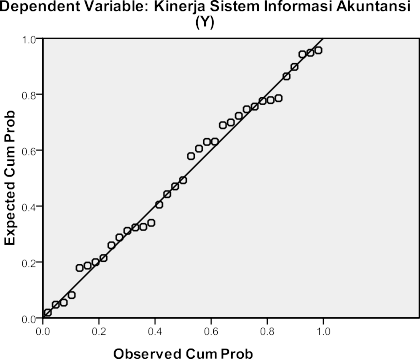 Dependent Variable: Kinerja Sistem Informasi Akuntansi
(Y)
Expected Cum Prob
1.0
0.8
0.6
0.4
0.2
0.0
0.0 0.2 0.4 0.6 0.8 1.0
Observed Cum Prob